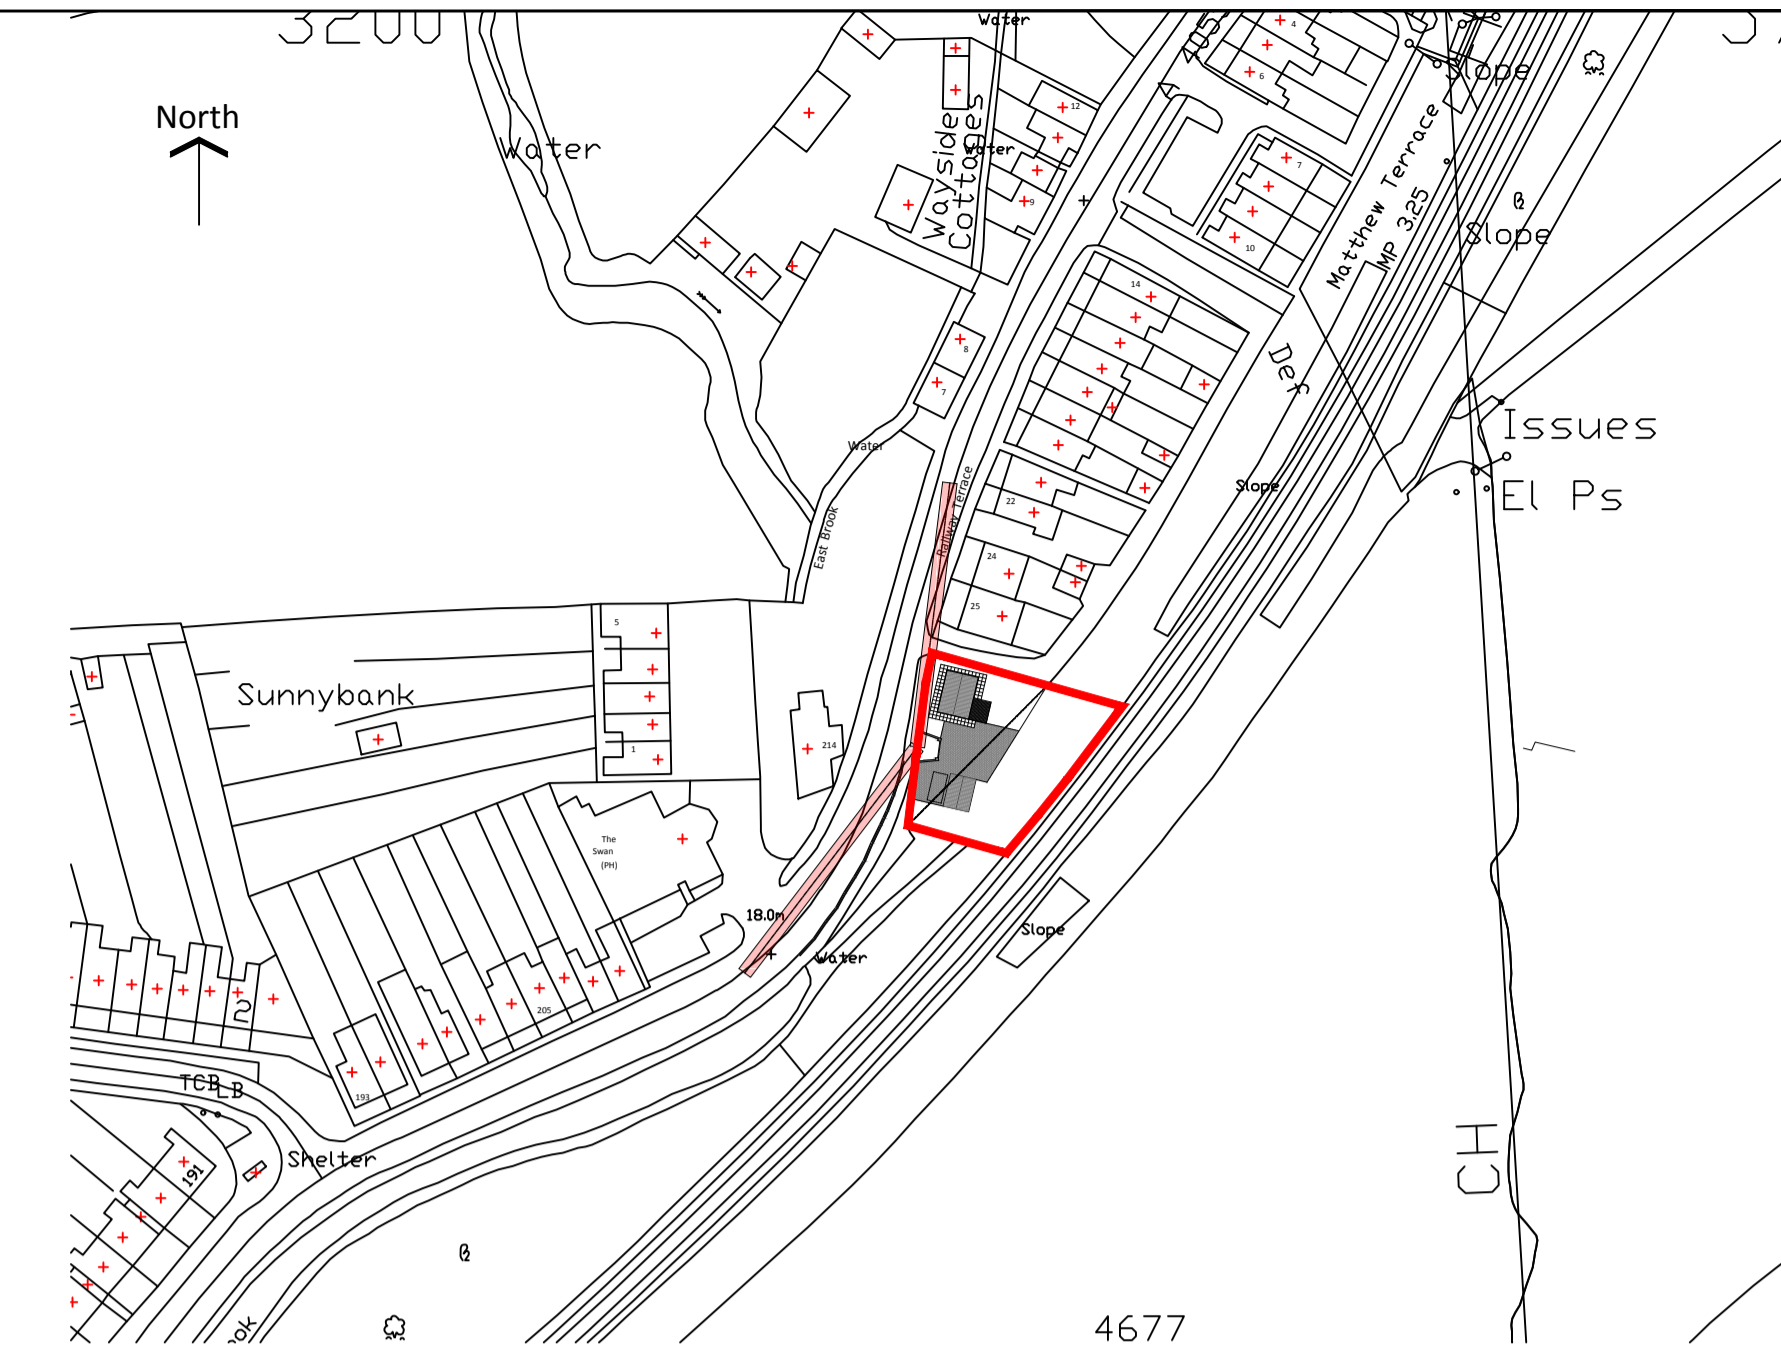 3200
Water
4
Slope
6
North
12
Matthew Terrace
MP 3.25
Water
Wayside
Cottages
Water
7
9
β
Slope
10
14
8
Def
7
Issues
Water
Railway Terrace
Slope
22
El Ps
East Brook
24
25
5
Sunnybank
214
1
The
Swan
(PH)
18.0m
Slope
Water
205
2
TCB
LB
193
CH
Shelter
191
β
4677